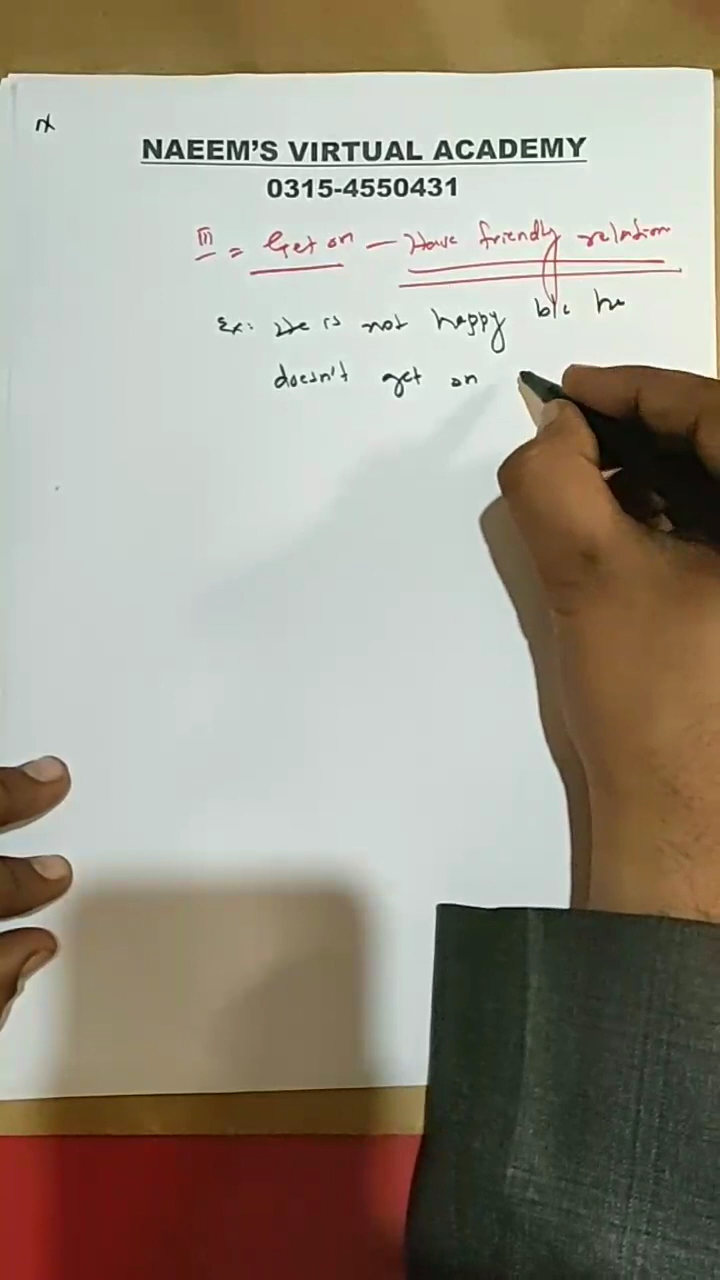 NAEEM'S VIRTUAL ACADEMY
0315-4550431
III = Get on — Have friendly relation
Ex: He is not happy b/c he
doesn't get on